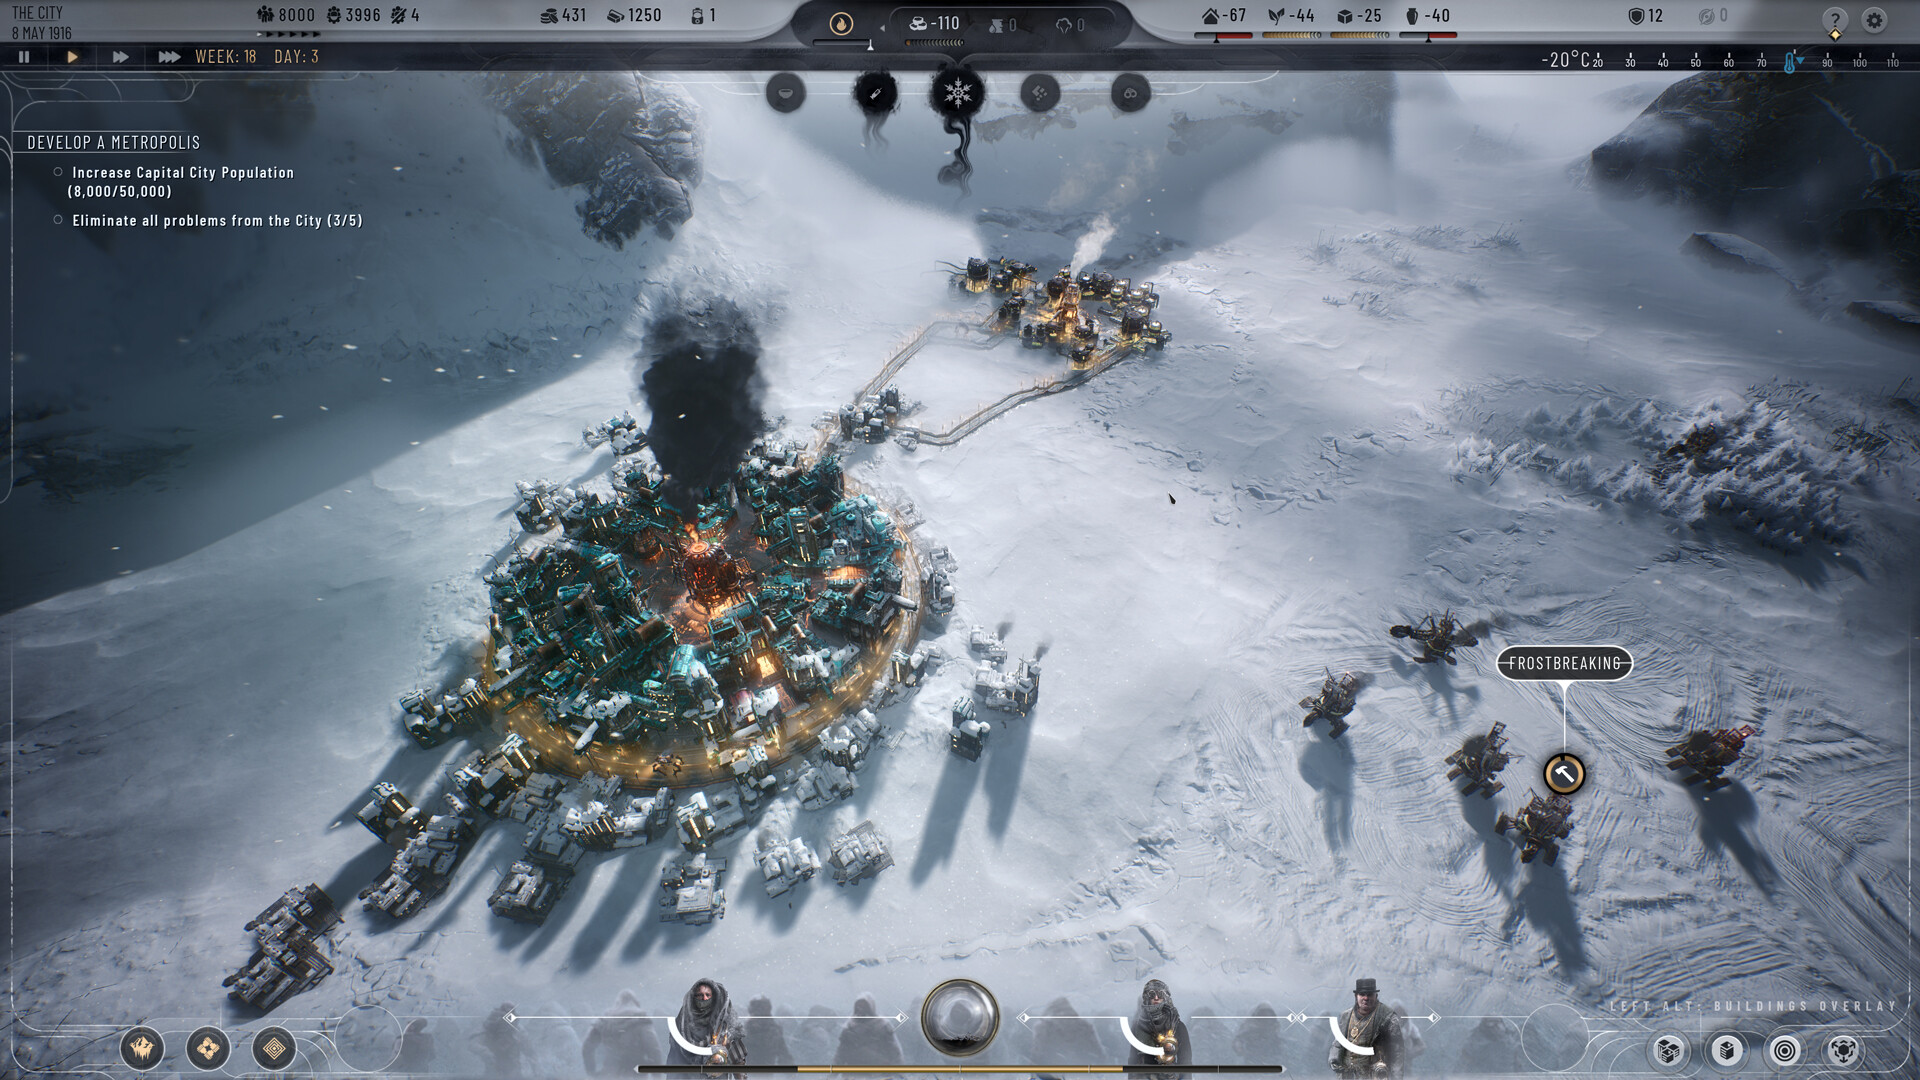 THE CITY
8 MAY 1916
8000 3996 4 431 1250 1
-110 0 0
-67 -44 -25 -40 12 0
?
WEEK: 18 DAY: 3
-20°C 20 30 40 50 60 70 90 100 110
DEVELOP A METROPOLIS
Increase Capital City Population
(8,000/50,000)
Eliminate all problems from the City (3/5)
FROSTBREAKING
LEFT ALT: BUILDINGS OVERLAY